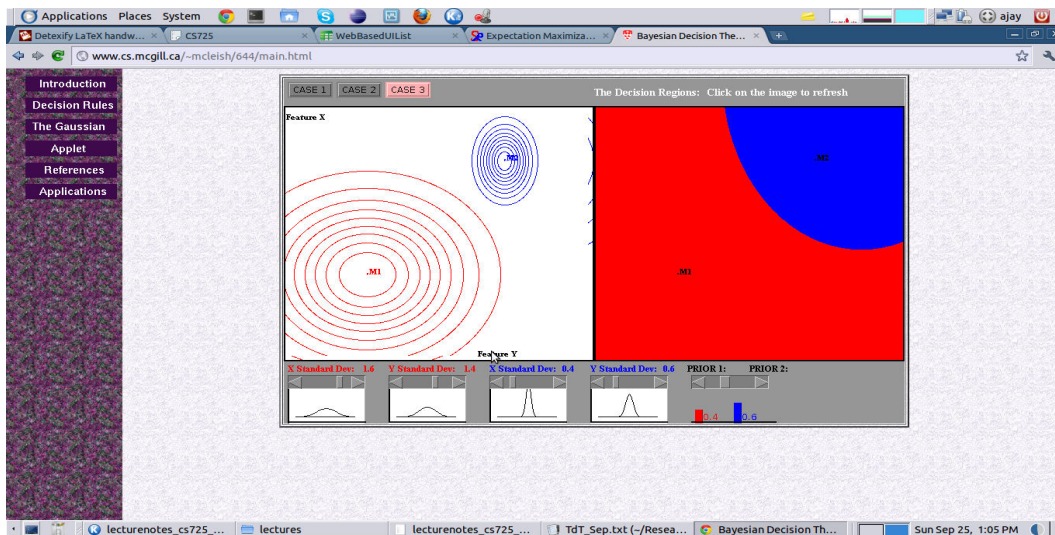 Applications Places System ajay
Detexify LaTeX handw... CS725 WebBasedUIList Expectation Maximiza... Bayesian Decision The...
www.cs.mcgill.ca/~mcleish/644/main.html
Introduction
Decision Rules
The Gaussian
Applet
References
Applications
CASE 1 CASE 2 CASE 3
The Decision Regions: Click on the image to refresh
Feature X
.M2
.M1
Feature Y
.M2
.M1
X Standard Dev: 1.6 Y Standard Dev: 1.4 X Standard Dev: 0.4 Y Standard Dev: 0.6 PRIOR 1: PRIOR 2:
0.4 0.6
lecturenotes_cs725_... lectures lecturenotes_cs725_... TdT_Sep.txt (~/Resea... Bayesian Decision Th... Sun Sep 25, 1:05 PM